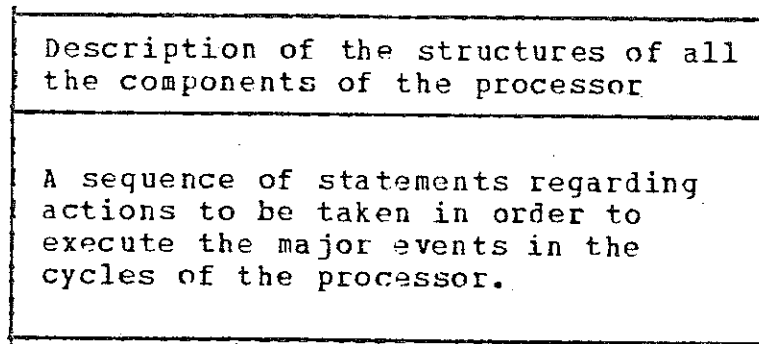 Description of the structures of all
the components of the processor
A sequence of statements regarding
actions to be taken in order to
execute the major events in the
cycles of the processor.